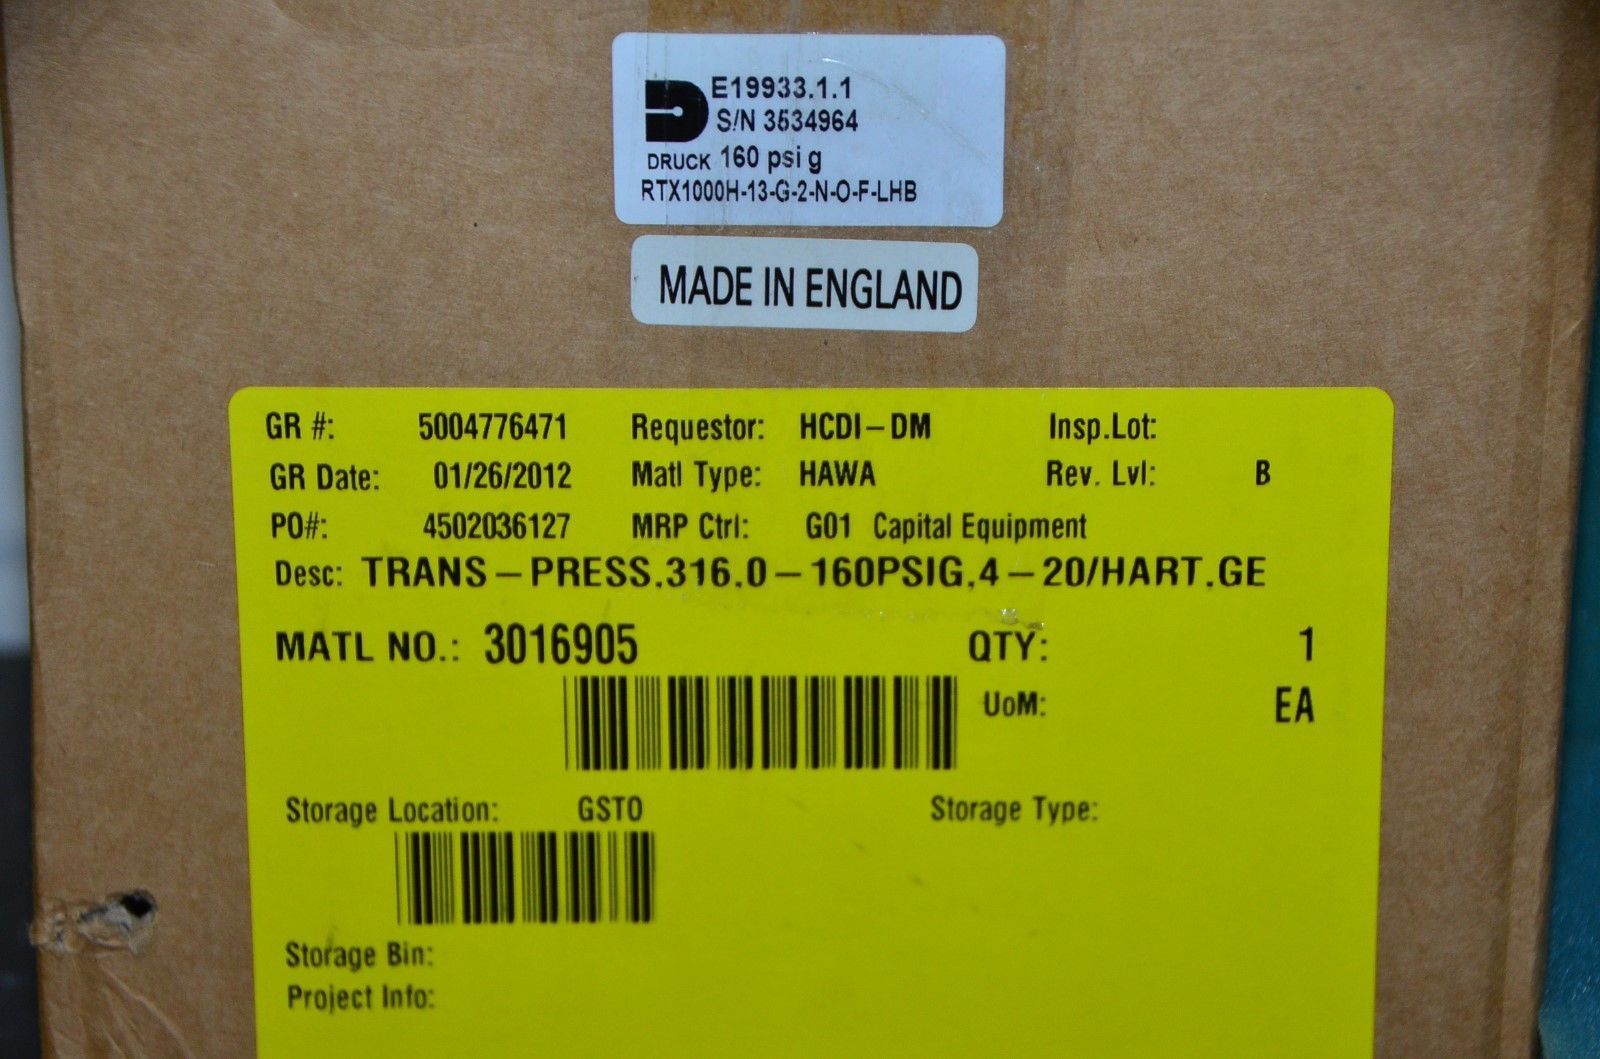 E19933.1.1
S/N 3534964
DRUCK 160 psi g
RTX1000H-13-G-2-N-O-F-LHB
MADE IN ENGLAND
GR #: 5004776471 Requestor: HCDI-DM Insp.Lot:
GR Date: 01/26/2012 Matl Type: HAWA Rev. Lvl: B
PO#: 4502036127 MRP Ctrl: G01 Capital Equipment
Desc: TRANS-PRESS,316,0-160PSIG,4-20/HART,GE
MATL NO.: 3016905 QTY: 1
UoM: EA
Storage Location: GSTO Storage Type:
Storage Bin:
Project Info: